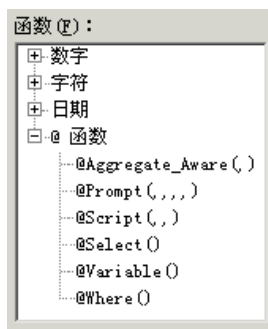 函数(F):
数字
字符
日期
@ 函数
@Aggregate_Aware(,)
@Prompt(,,,,)
@Script(,,)
@Select()
@Variable()
@Where()